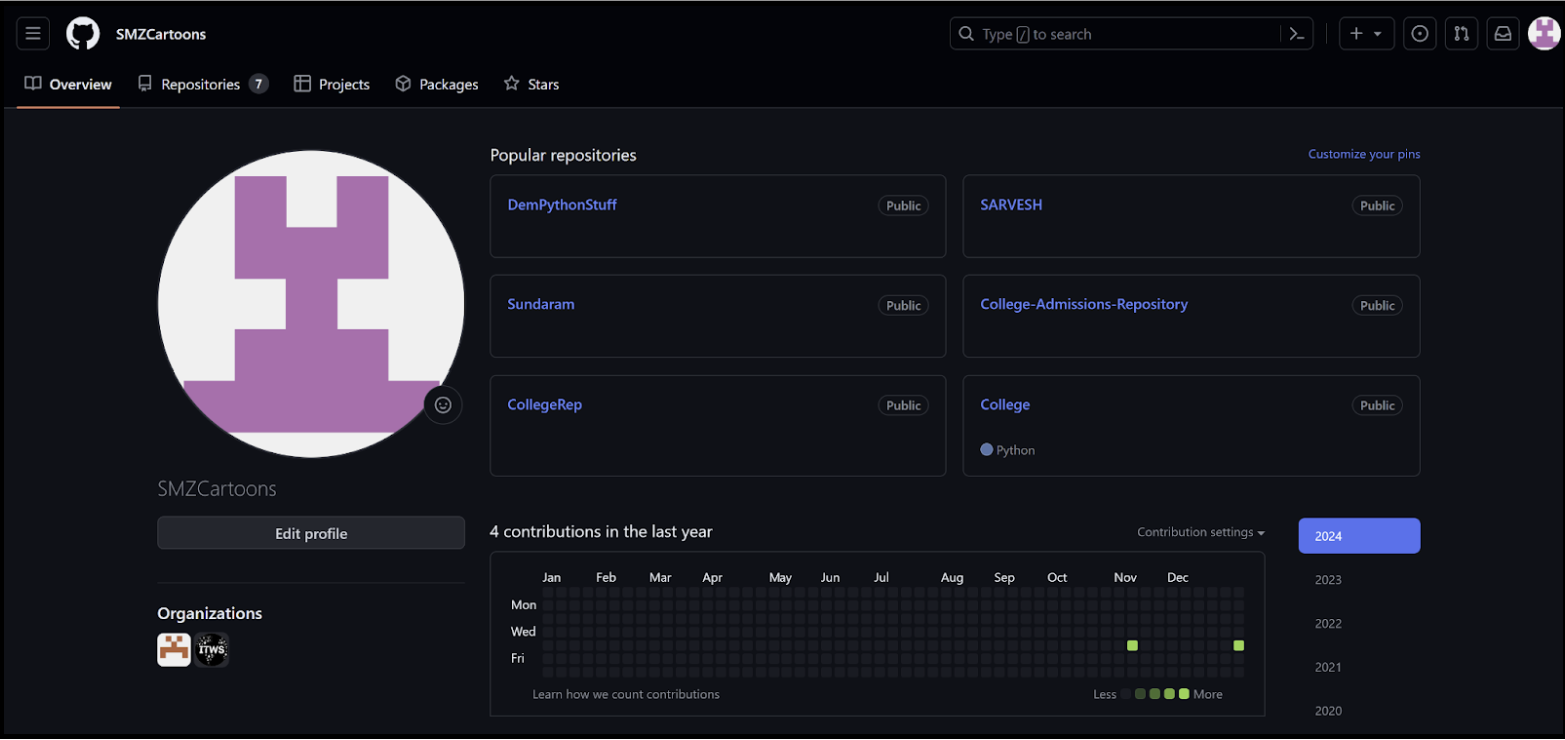 SMZCartoons
Type / to search
Overview
Repositories 7
Projects
Packages
Stars
Popular repositories
Customize your pins
DemPythonStuff Public
SARVESH Public
Sundaram Public
College-Admissions-Repository Public
CollegeRep Public
College Public
Python
SMZCartoons
Edit profile
Organizations
ITWS
4 contributions in the last year
Contribution settings
2024
2023
2022
2021
2020
Jan Feb Mar Apr May Jun Jul Aug Sep Oct Nov Dec
Mon
Wed
Fri
Learn how we count contributions
Less More